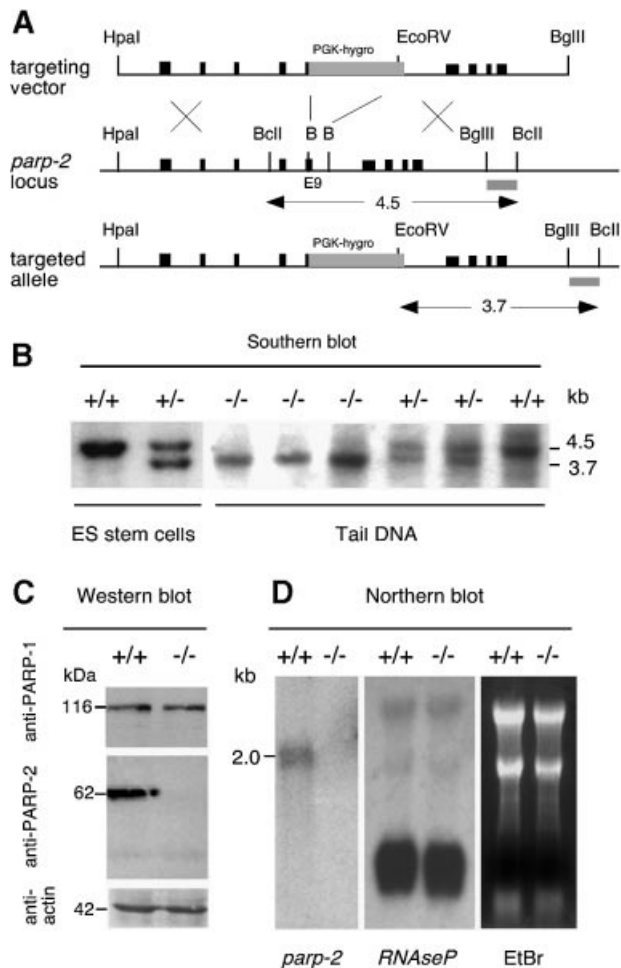 A
HpaI
PGK-hygro
EcoRV
BglII
targeting
vector
HpaI
BclI
B B
BglII
BclI
parp-2
locus
E9
4.5
HpaI
PGK-hygro
EcoRV
BglII
BclI
targeted
allele
3.7
B
Southern blot
+/+ +/- -/- -/- -/- +/- +/- +/+ kb
4.5
3.7
ES stem cells
Tail DNA
C
Western blot
+/+ -/-
kDa
anti-PARP-1
116
anti-PARP-2
62
anti-
actin
42
D
Northern blot
+/+ -/- +/+ -/- +/+ -/-
kb
2.0
parp-2 RNAseP EtBr